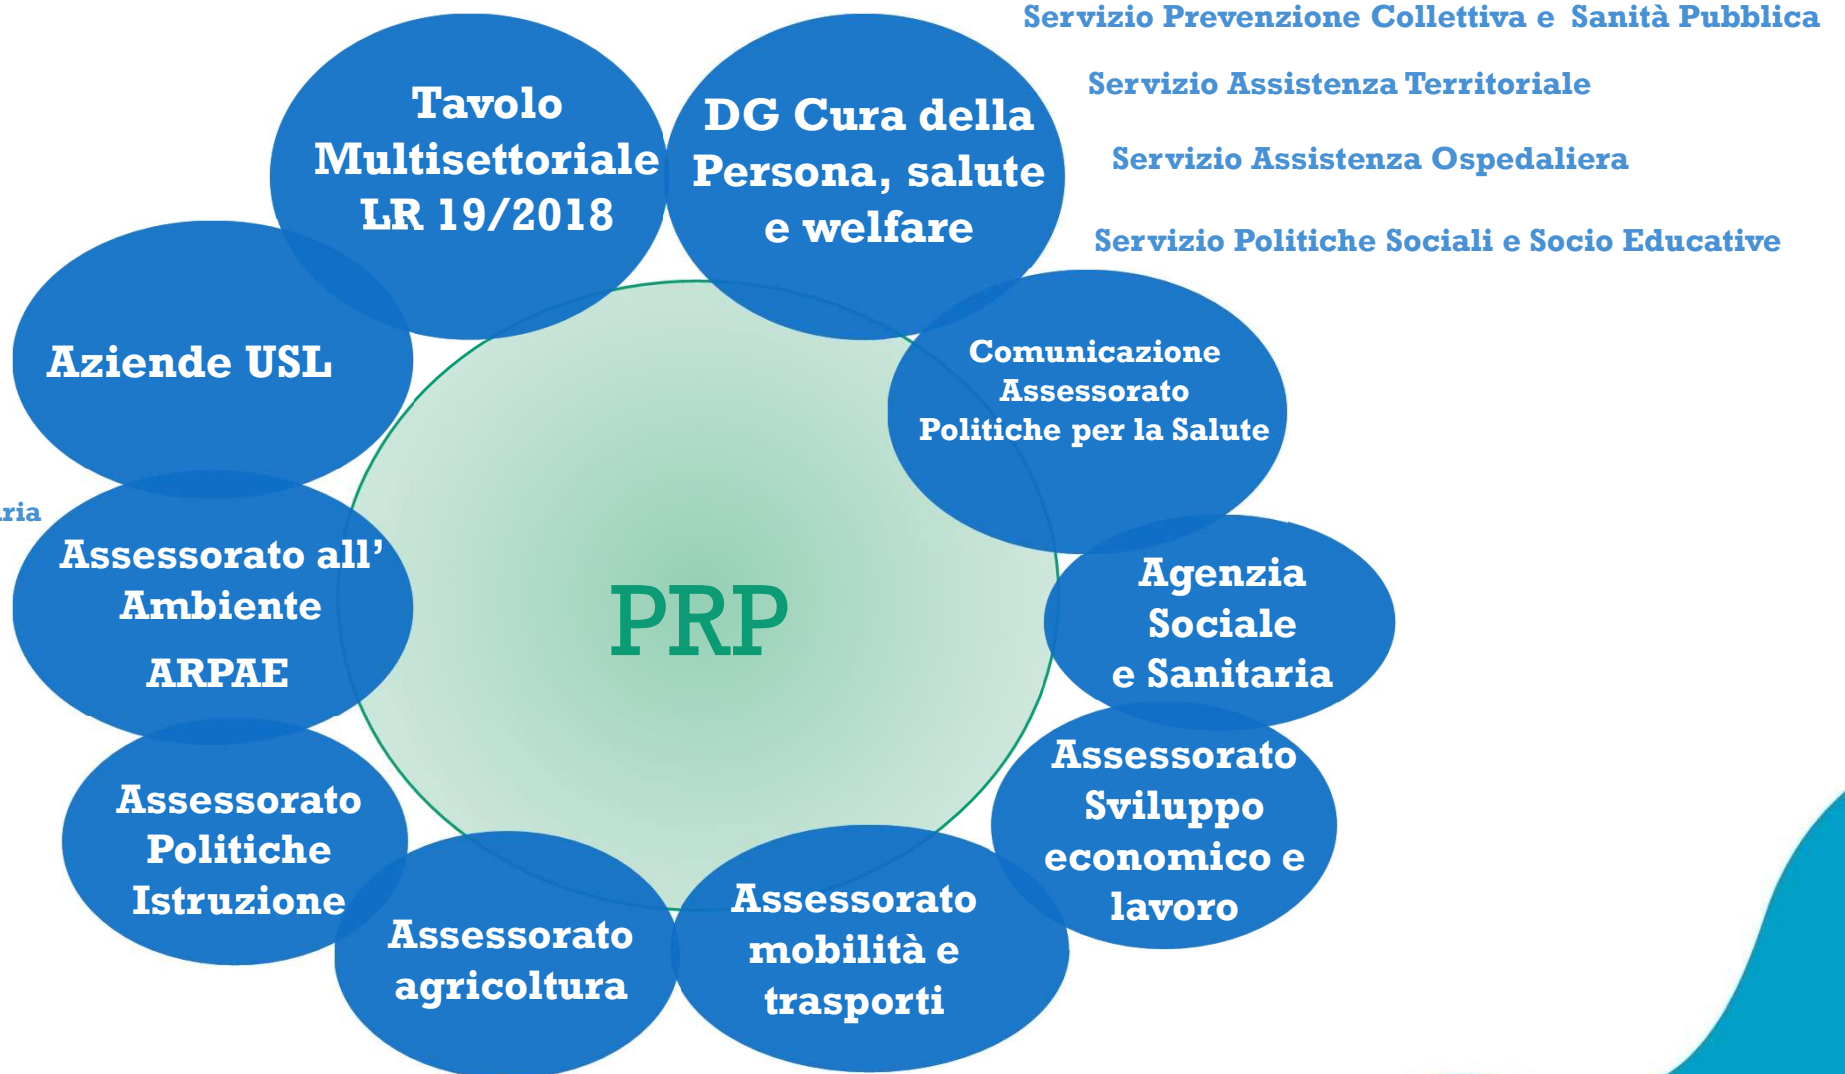 Servizio Prevenzione Collettiva e Sanità Pubblica
Servizio Assistenza Territoriale
Servizio Assistenza Ospedaliera
Servizio Politiche Sociali e Socio Educative
Tavolo
Multisettoriale
LR 19/2018
DG Cura della
Persona, salute
e welfare
Comunicazione
Assessorato
Politiche per la Salute
Agenzia
Sociale
e Sanitaria
Assessorato
Sviluppo
economico e
lavoro
Assessorato
mobilità e
trasporti
Assessorato
agricoltura
Assessorato
Politiche
Istruzione
Assessorato all’
Ambiente
ARPAE
Aziende USL
PRP